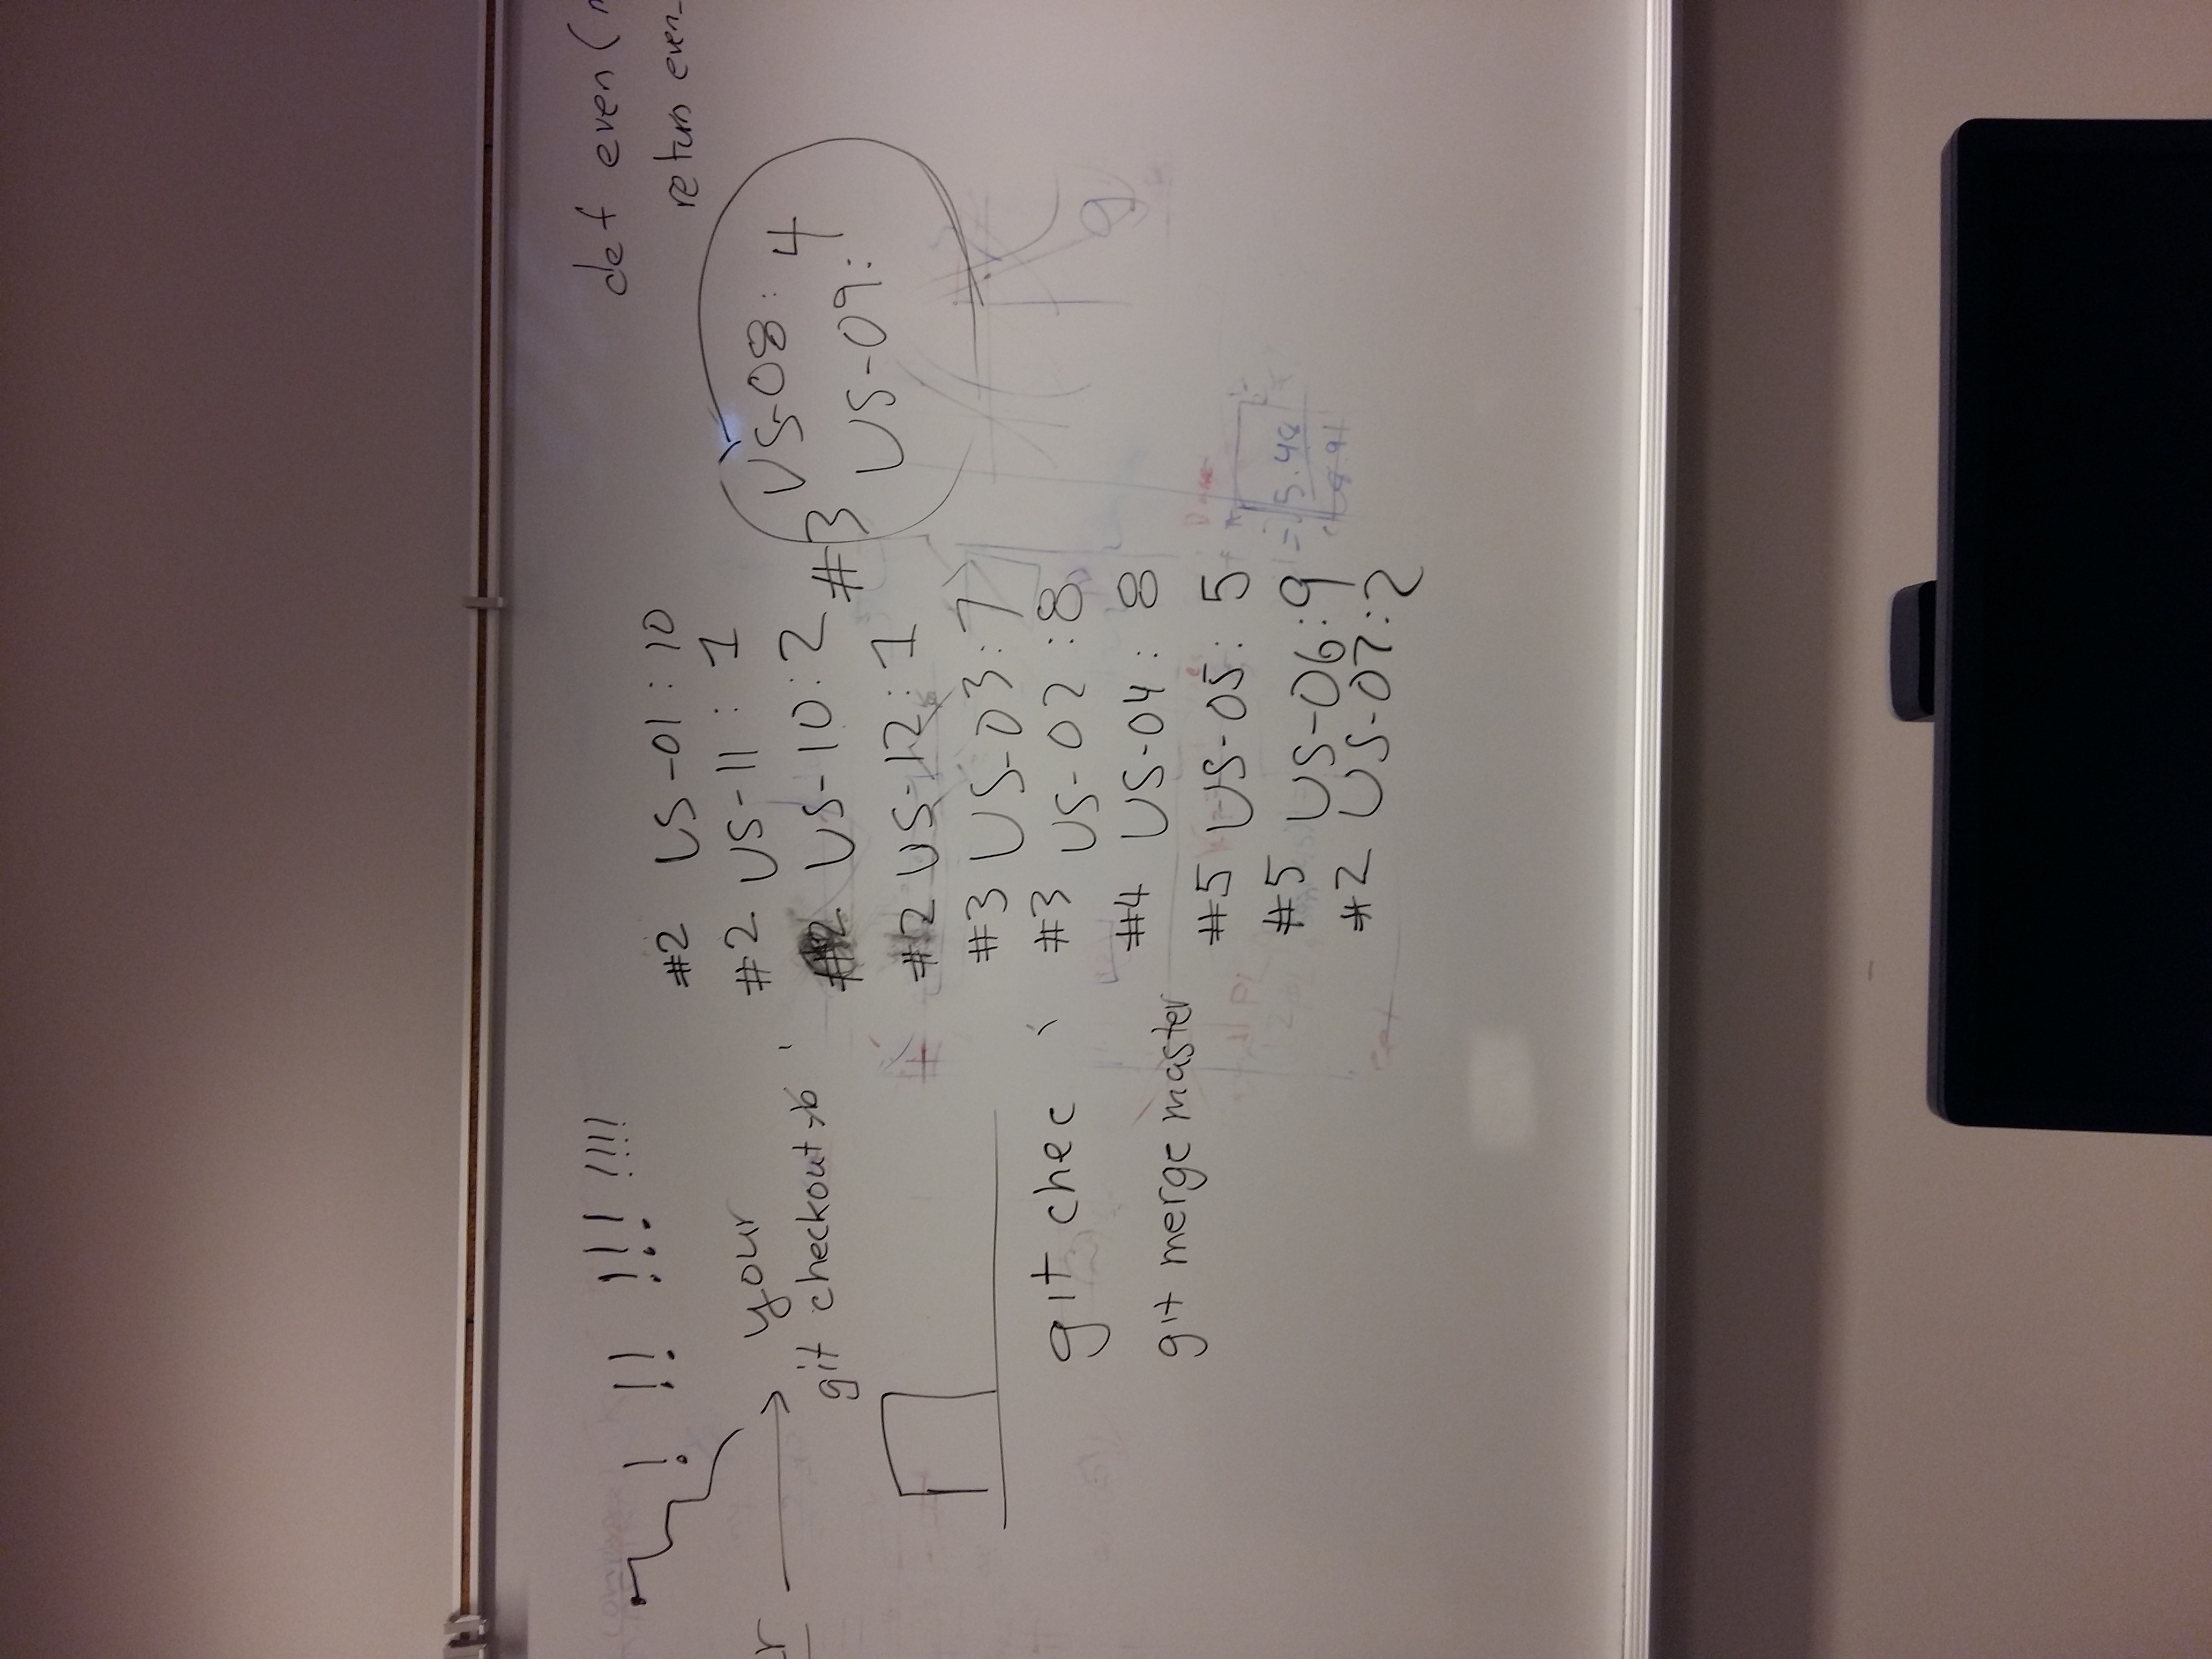 ! !! !!! !!!!
your
git checkout -b
git chec
git merge master
#2 US-01: 10
#2 US-11: 1
#2 US-10: 2
#2 US-12: 1
#3 US-03: 7
#3 US-02: 8
#4 US-04: 8
#5 US-05: 5
#5 US-06: 9
#2 US-07: 2
#3
US-08:
4
US-09:
def even (
return even_
9
= 5.48